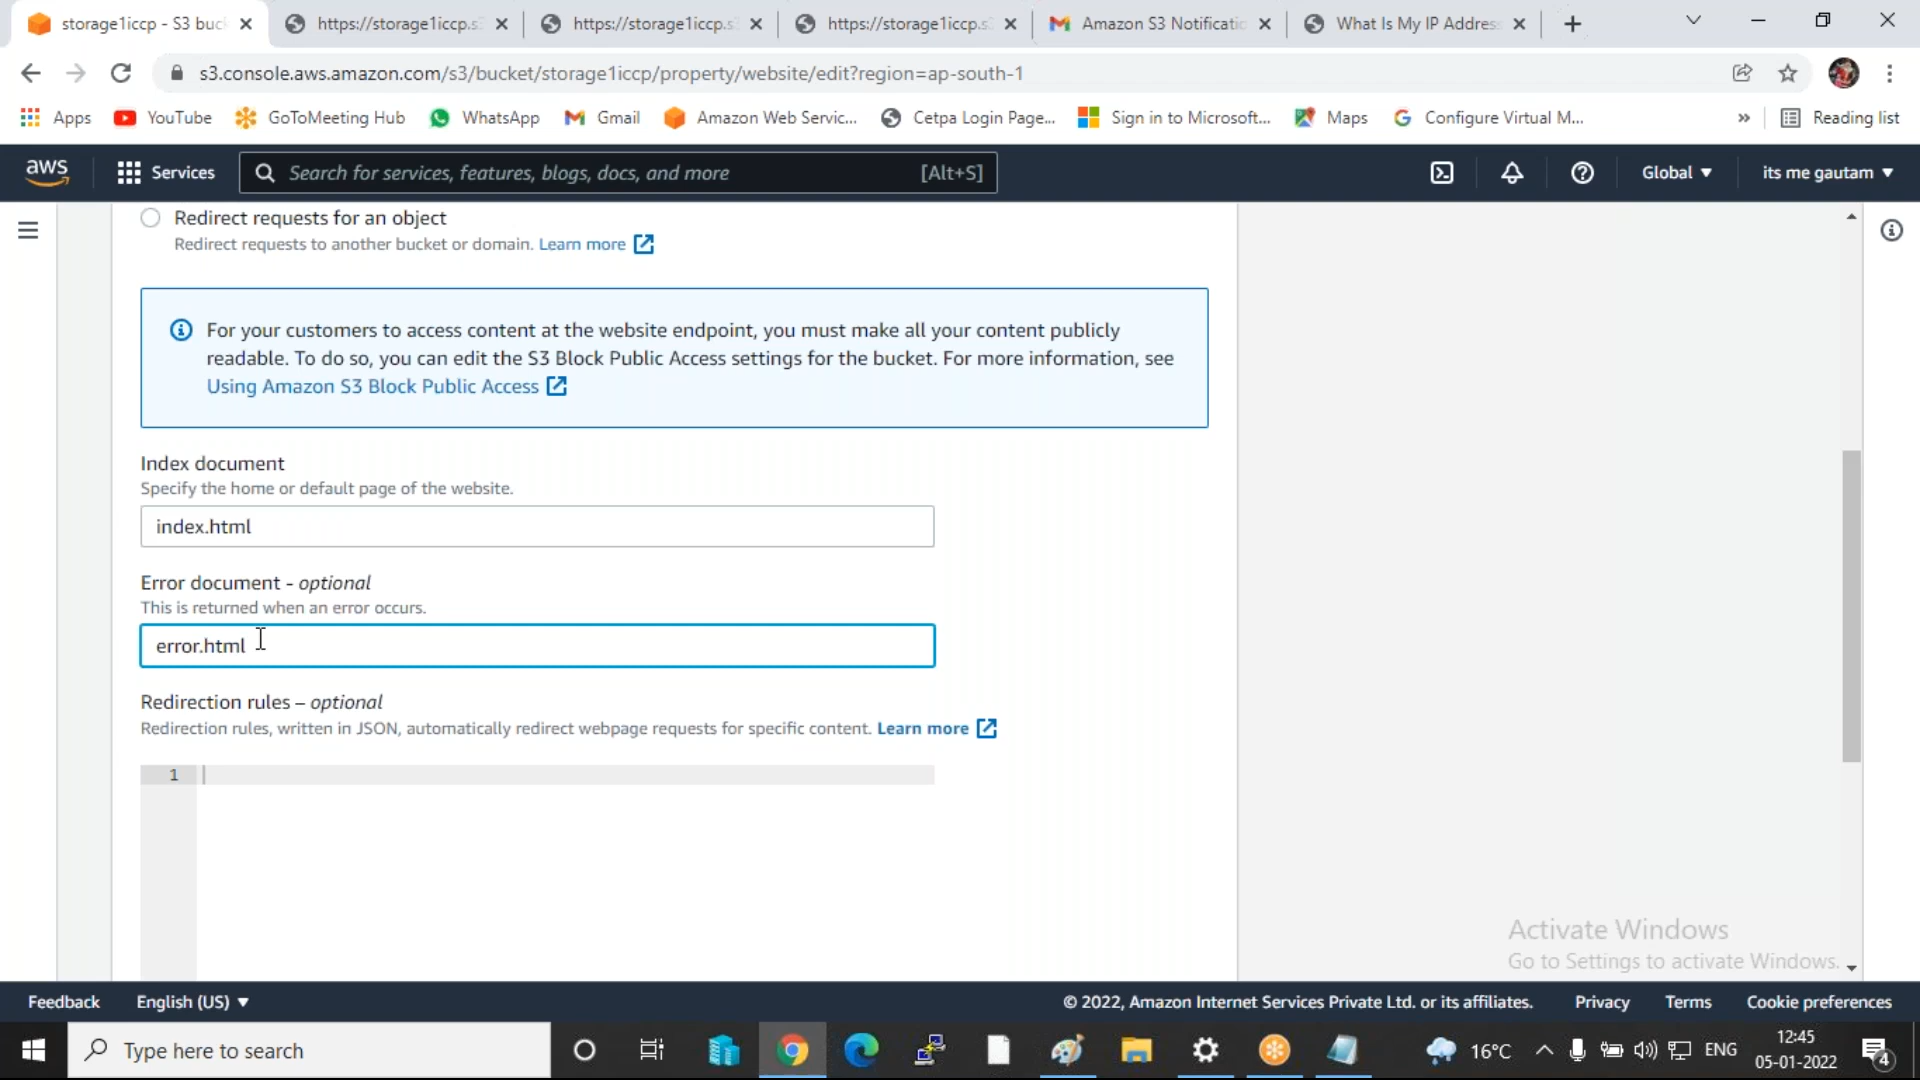 storage1iccp - S3 buc
https://storage1iccp.s
https://storage1iccp.s
https://storage1iccp.s
Amazon S3 Notificatio
What Is My IP Address
s3.console.aws.amazon.com/s3/bucket/storage1iccp/property/website/edit?region=ap-south-1
Apps
YouTube
GoToMeeting Hub
WhatsApp
Gmail
Amazon Web Servic...
Cetpa Login Page...
Sign in to Microsoft...
Maps
Configure Virtual M...
»
Reading list
aws
Services
Search for services, features, blogs, docs, and more
[Alt+S]
Global
its me gautam
Redirect requests for an object
Redirect requests to another bucket or domain. Learn more
For your customers to access content at the website endpoint, you must make all your content publicly
readable. To do so, you can edit the S3 Block Public Access settings for the bucket. For more information, see
Using Amazon S3 Block Public Access
Index document
Specify the home or default page of the website.
index.html
Error document - optional
This is returned when an error occurs.
error.html
Redirection rules – optional
Redirection rules, written in JSON, automatically redirect webpage requests for specific content. Learn more
1
Activate Windows
Go to Settings to activate Windows.
Feedback
English (US)
© 2022, Amazon Internet Services Private Ltd. or its affiliates.
Privacy
Terms
Cookie preferences
Type here to search
16°C
ENG
12:45
05-01-2022
4